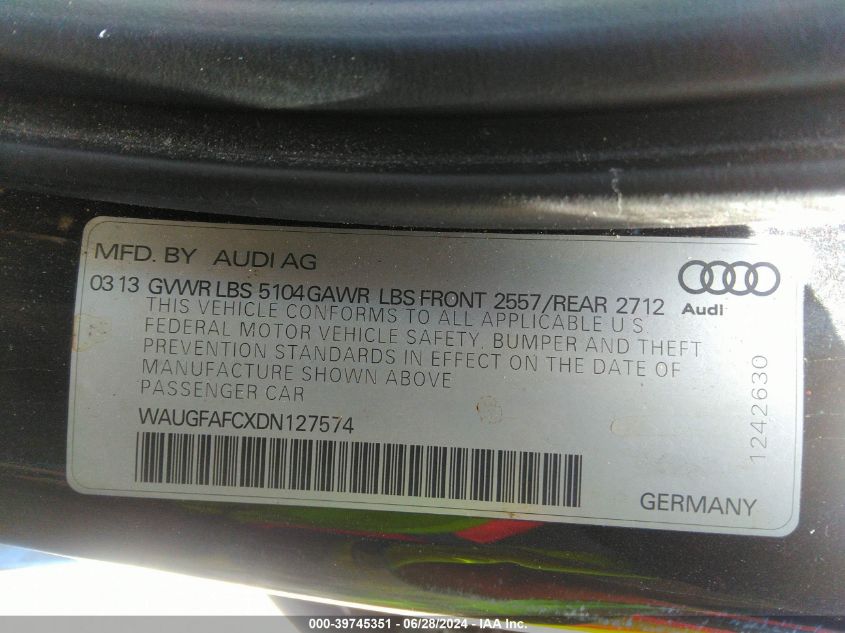 MFD. BY AUDI AG
03 13 GVWR LBS 5104 GAWR LBS FRONT 2557/REAR 2712
THIS VEHICLE CONFORMS TO ALL APPLICABLE U.S.
FEDERAL MOTOR VEHICLE SAFETY, BUMPER AND THEFT
PREVENTION STANDARDS IN EFFECT ON THE DATE OF
MANUFACTURE SHOWN ABOVE
PASSENGER CAR
WAUGFAFCXDN127574
Audi
1242630
GERMANY
000-39745351 - 06/28/2024 - IAA Inc.